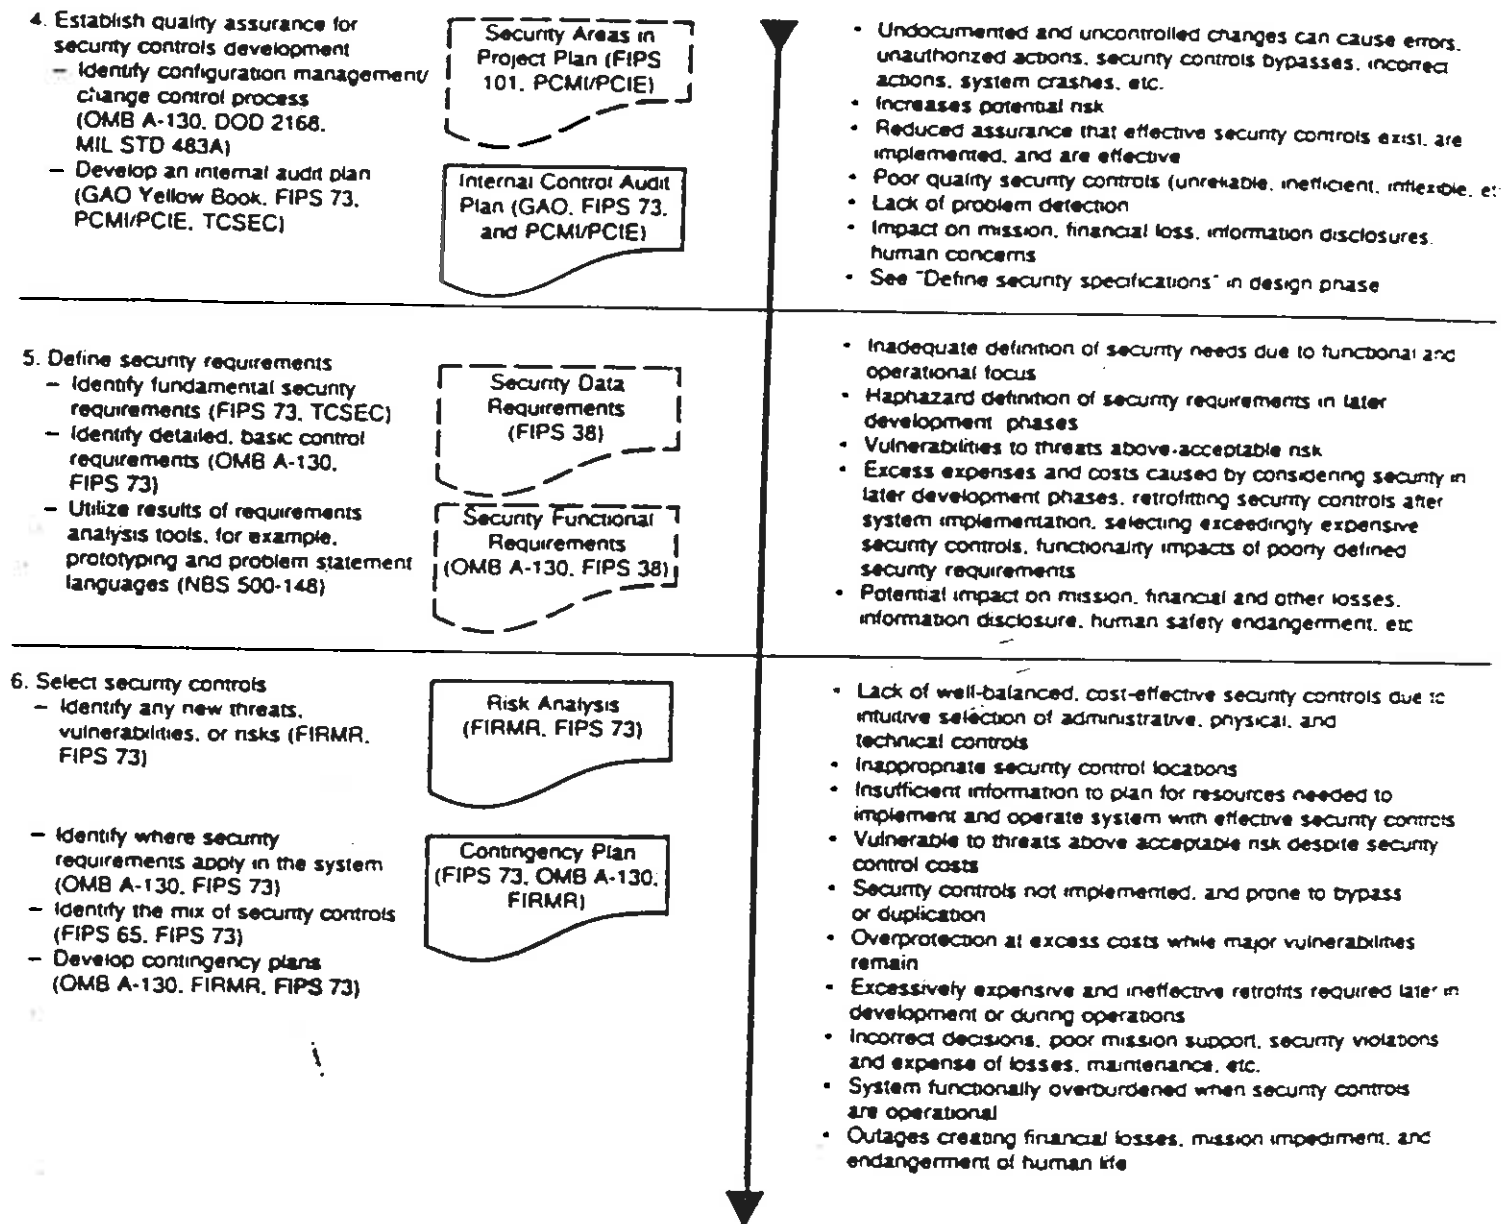 4. Establish quality assurance for
security controls development
– Identify configuration management/
change control process
(OMB A-130. DOD 2168.
MIL STD 483A)
– Develop an internal audit plan
(GAO Yellow Book. FIPS 73.
PCMI/PCIE. TCSEC)
Security Areas in
Project Plan (FIPS
101. PCMI/PCIE)
Internal Control Audit
Plan (GAO. FIPS 73.
and PCMI/PCIE)
• Undocumented and uncontrolled changes can cause errors.
unauthorized actions, security controls bypasses, incorrect
actions, system crashes, etc.
• Increases potential risk
• Reduced assurance that effective security controls exist, are
implemented, and are effective
• Poor quality security controls (unreliable, inefficient, inflexible, et
• Lack of problem detection
• Impact on mission, financial loss, information disclosures.
human concerns
• See "Define security specifications" in design phase
5. Define security requirements
– Identify fundamental security
requirements (FIPS 73. TCSEC)
– Identify detailed, basic control
requirements (OMB A-130.
FIPS 73)
– Utilize results of requirements
analysis tools, for example,
prototyping and problem statement
languages (NBS 500-148)
Security Data
Requirements
(FIPS 38)
Security Functional
Requirements
(OMB A-130. FIPS 38)
• Inadequate definition of security needs due to functional and
operational focus
• Haphazard definition of security requirements in later
development phases
• Vulnerabilities to threats above-acceptable risk
• Excess expenses and costs caused by considering security in
later development phases, retrofitting security controls after
system implementation, selecting exceedingly expensive
security controls, functionality impacts of poorly defined
security requirements
• Potential impact on mission, financial and other losses.
information disclosure, human safety endangerment, etc
6. Select security controls
– Identify any new threats.
vulnerabilities, or risks (FIRMR.
FIPS 73)
– Identify where security
requirements apply in the system
(OMB A-130. FIPS 73)
– Identify the mix of security controls
(FIPS 65. FIPS 73)
– Develop contingency plans
(OMB A-130. FIRMR. FIPS 73)
Risk Analysis
(FIRMR, FIPS 73)
Contingency Plan
(FIPS 73, OMB A-130.
FIRMR)
• Lack of well-balanced, cost-effective security controls due to
intuitive selection of administrative, physical, and
technical controls
• Inappropriate security control locations
• Insufficient information to plan for resources needed to
implement and operate system with effective security controls
• Vulnerable to threats above acceptable risk despite security
control costs
• Security controls not implemented, and prone to bypass
or duplication
• Overprotection at excess costs while major vulnerabilities
remain
• Excessively expensive and ineffective retrofits required later in
development or during operations
• Incorrect decisions, poor mission support, security violations
and expense of losses, maintenance, etc.
• System functionally overburdened when security controls
are operational
• Outages creating financial losses, mission impediment, and
endangerment of human life